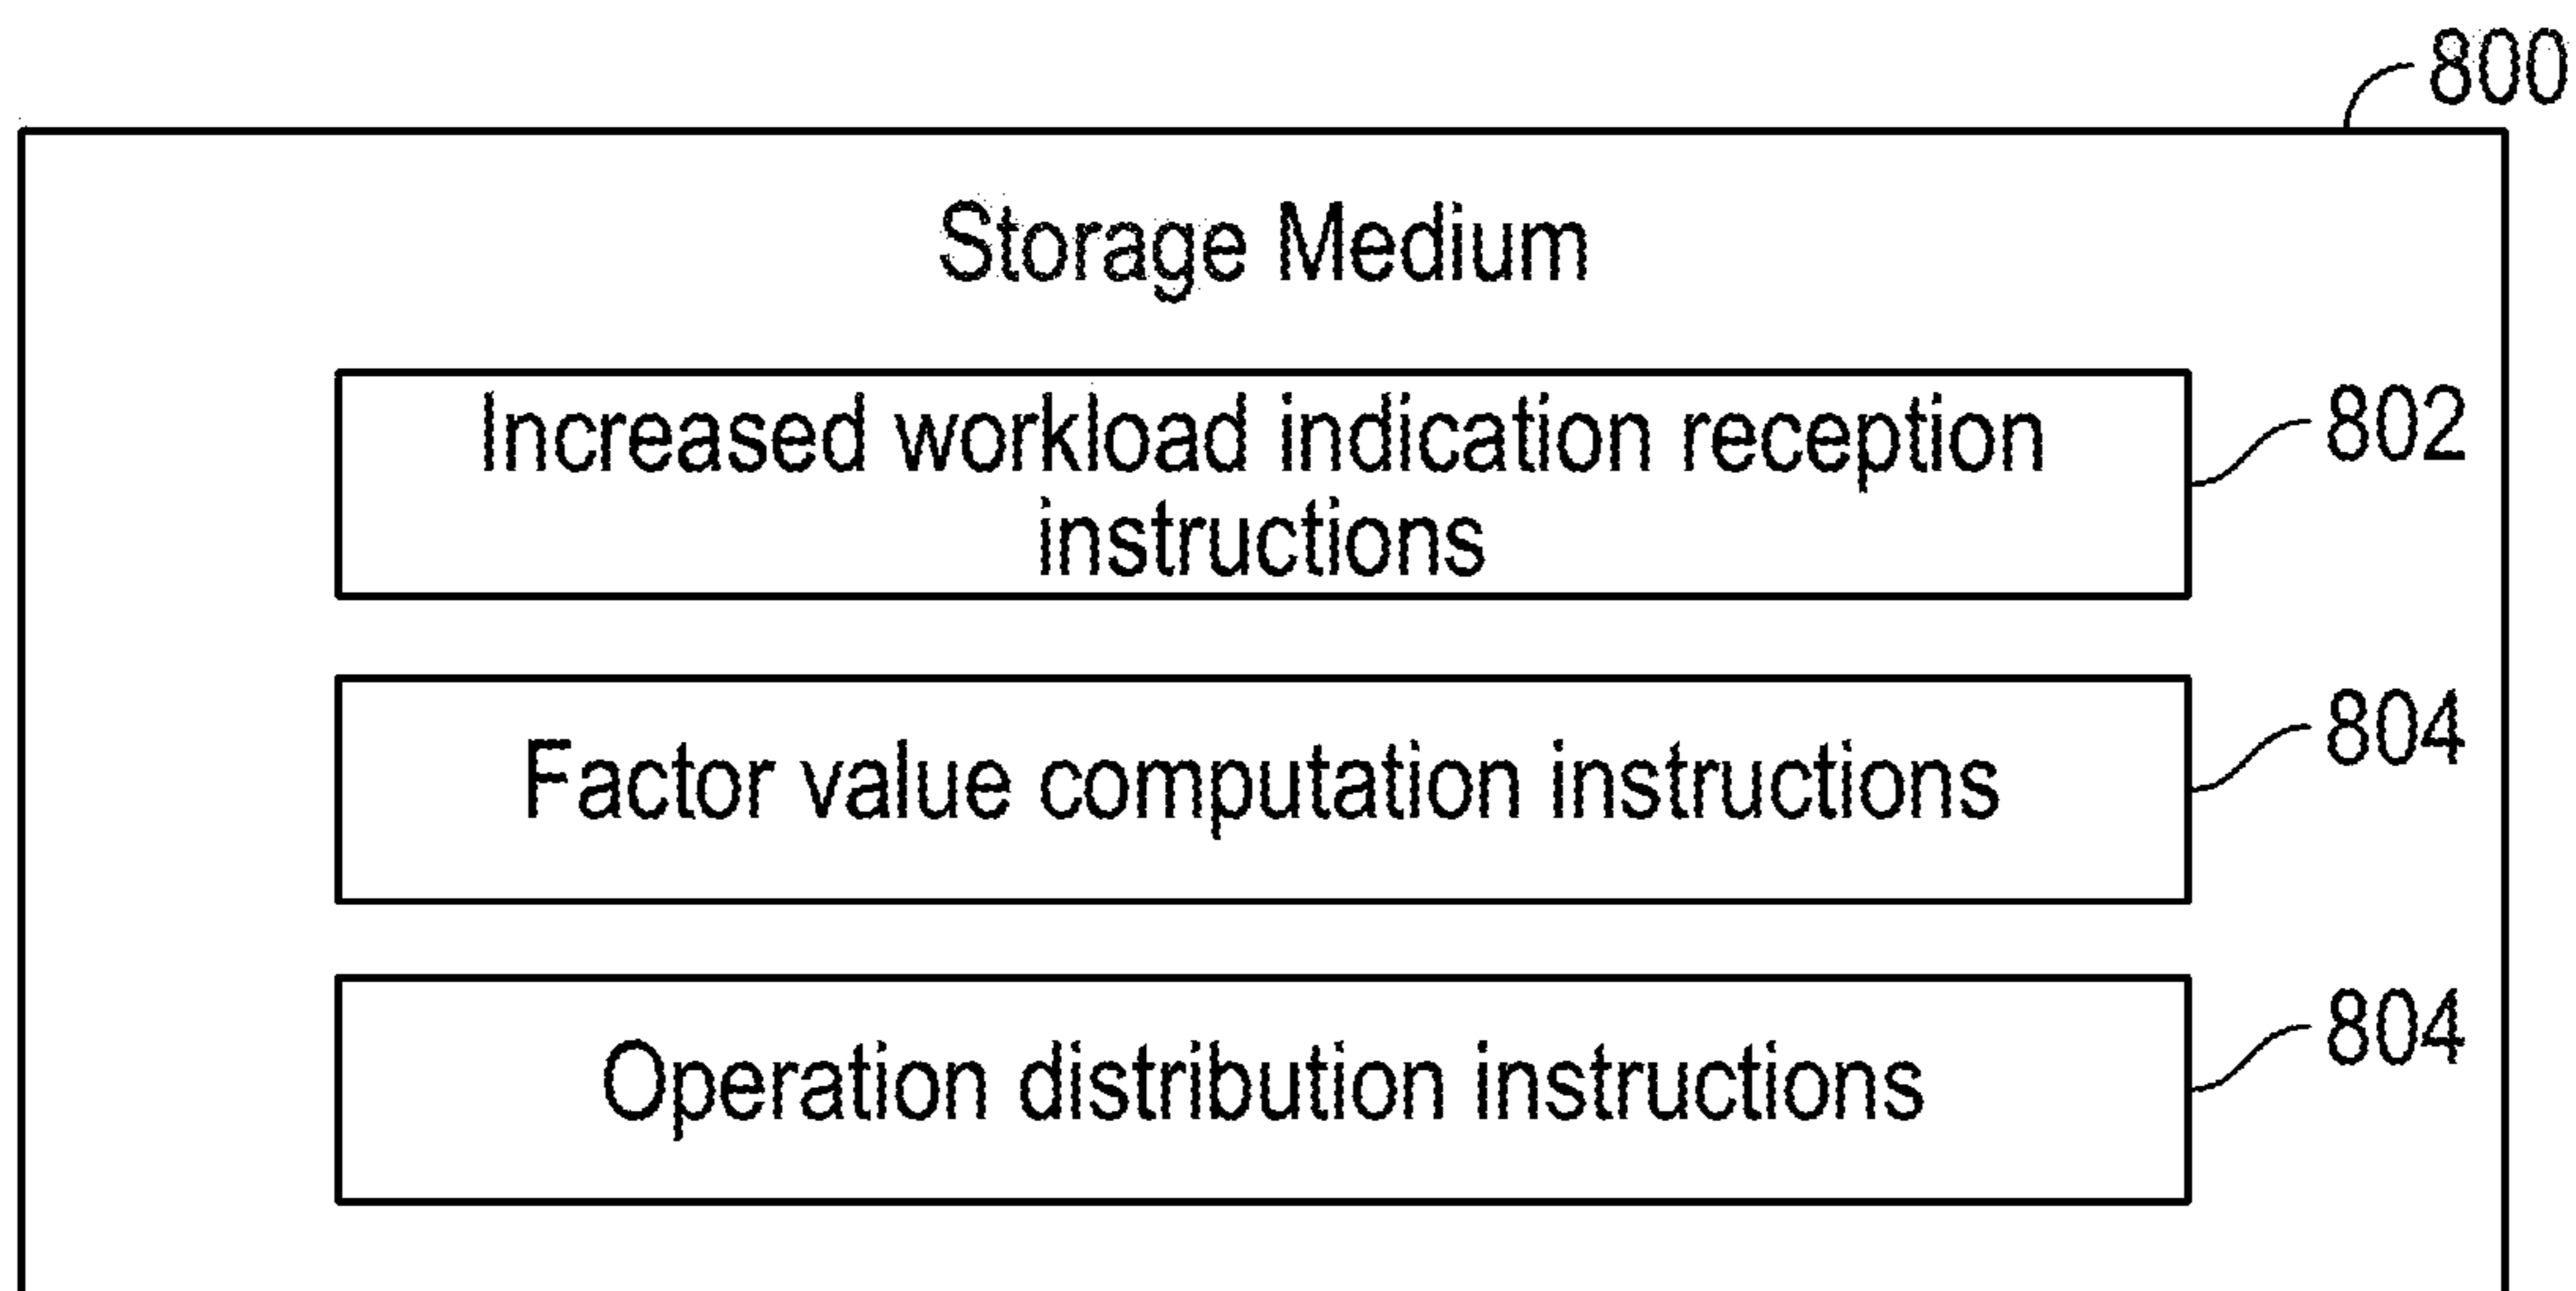 800
Storage Medium
Increased workload indication reception
instructions
802
Factor value computation instructions
804
Operation distribution instructions
804